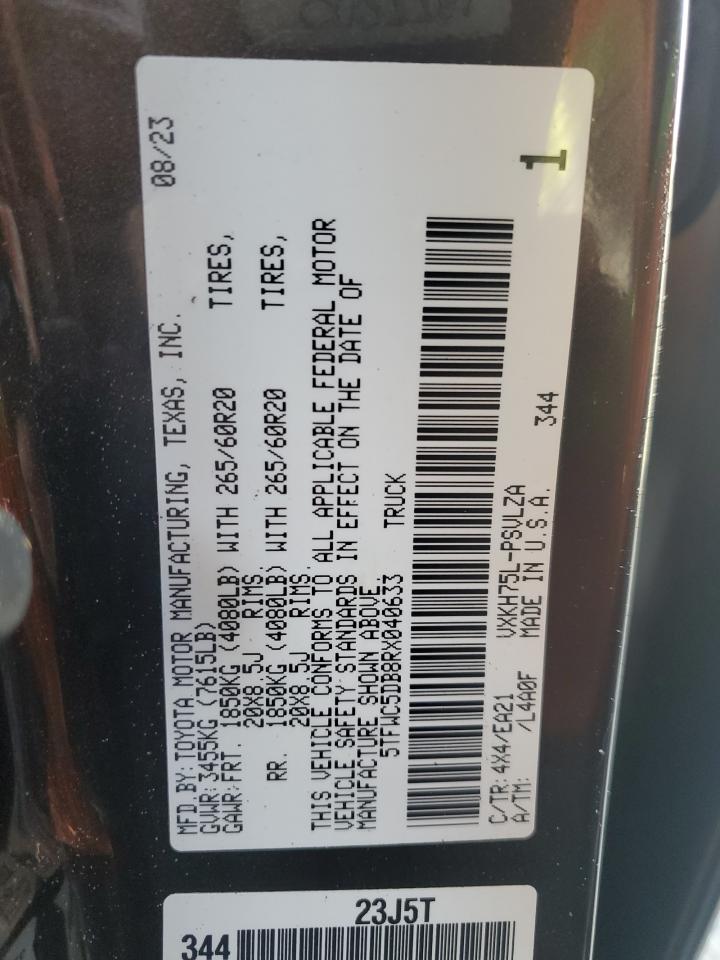 MFD.BY:TOYOTA MOTOR MANUFACTURING, TEXAS, INC. 08/23
GVWR:3455KG (7615LB)
GAWR:FRT. 1850KG (4080LB) WITH 265/60R20 TIRES,
20X8.5J RIMS.
RR. 1850KG (4080LB) WITH 265/60R20 TIRES,
20X8.5J RIMS.
THIS VEHICLE CONFORMS TO ALL APPLICABLE FEDERAL MOTOR
VEHICLE SAFETY STANDARDS IN EFFECT ON THE DATE OF
MANUFACTURE SHOWN ABOVE.
5TFWC5DB8RX040633 TRUCK
C/TR:4X4/EA21 VXKH75L-PSVLZA
A/TM: /L4A0F MADE IN U.S.A. 344
1
23J5T
344